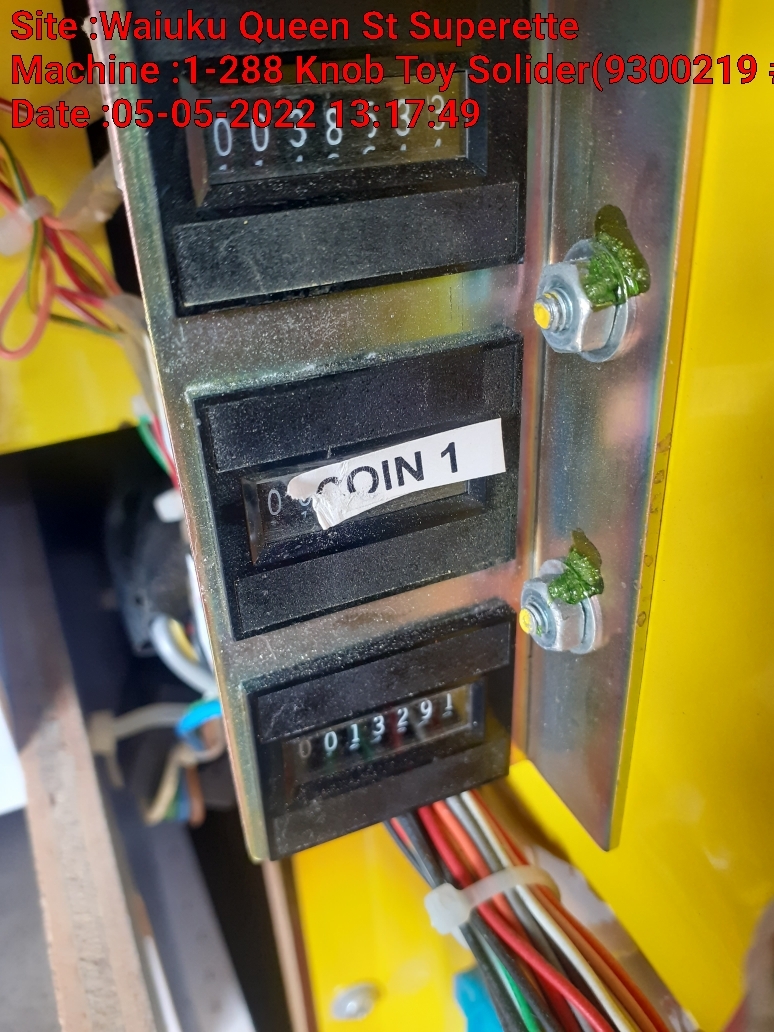 Site :Waiuku Queen St Superette
Machine :1-288 Knob Toy Solider(9300219 #
Date :05-05-2022 13:17:49
COIN 1
0013291